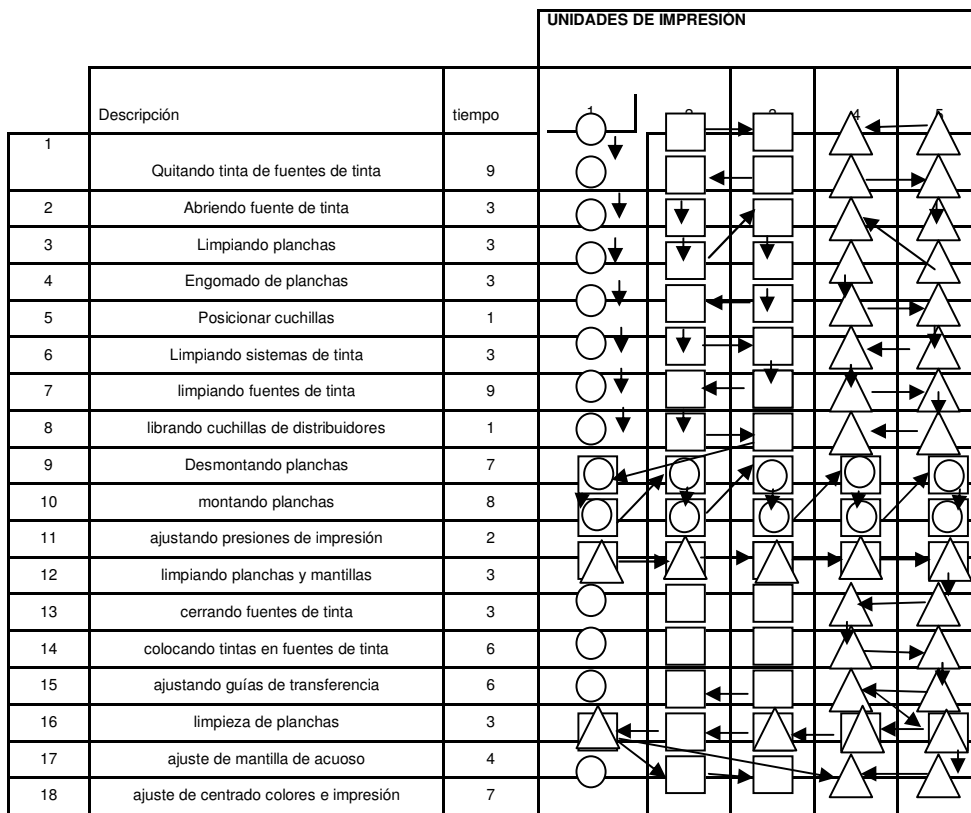 UNIDADES DE IMPRESIÓN
Descripción tiempo 1 4
1 Quitando tinta de fuentes de tinta 9
2 Abriendo fuente de tinta 3
3 Limpiando planchas 3
4 Engomado de planchas 3
5 Posicionar cuchillas 1
6 Limpiando sistemas de tinta 3
7 limpiando fuentes de tinta 9
8 librando cuchillas de distribuidores 1
9 Desmontando planchas 7
10 montando planchas 8
11 ajustando presiones de impresión 2
12 limpiando planchas y mantillas 3
13 cerrando fuentes de tinta 3
14 colocando tintas en fuentes de tinta 6
15 ajustando guías de transferencia 6
16 limpieza de planchas 3
17 ajuste de mantilla de acuoso 4
18 ajuste de centrado colores e impresión 7